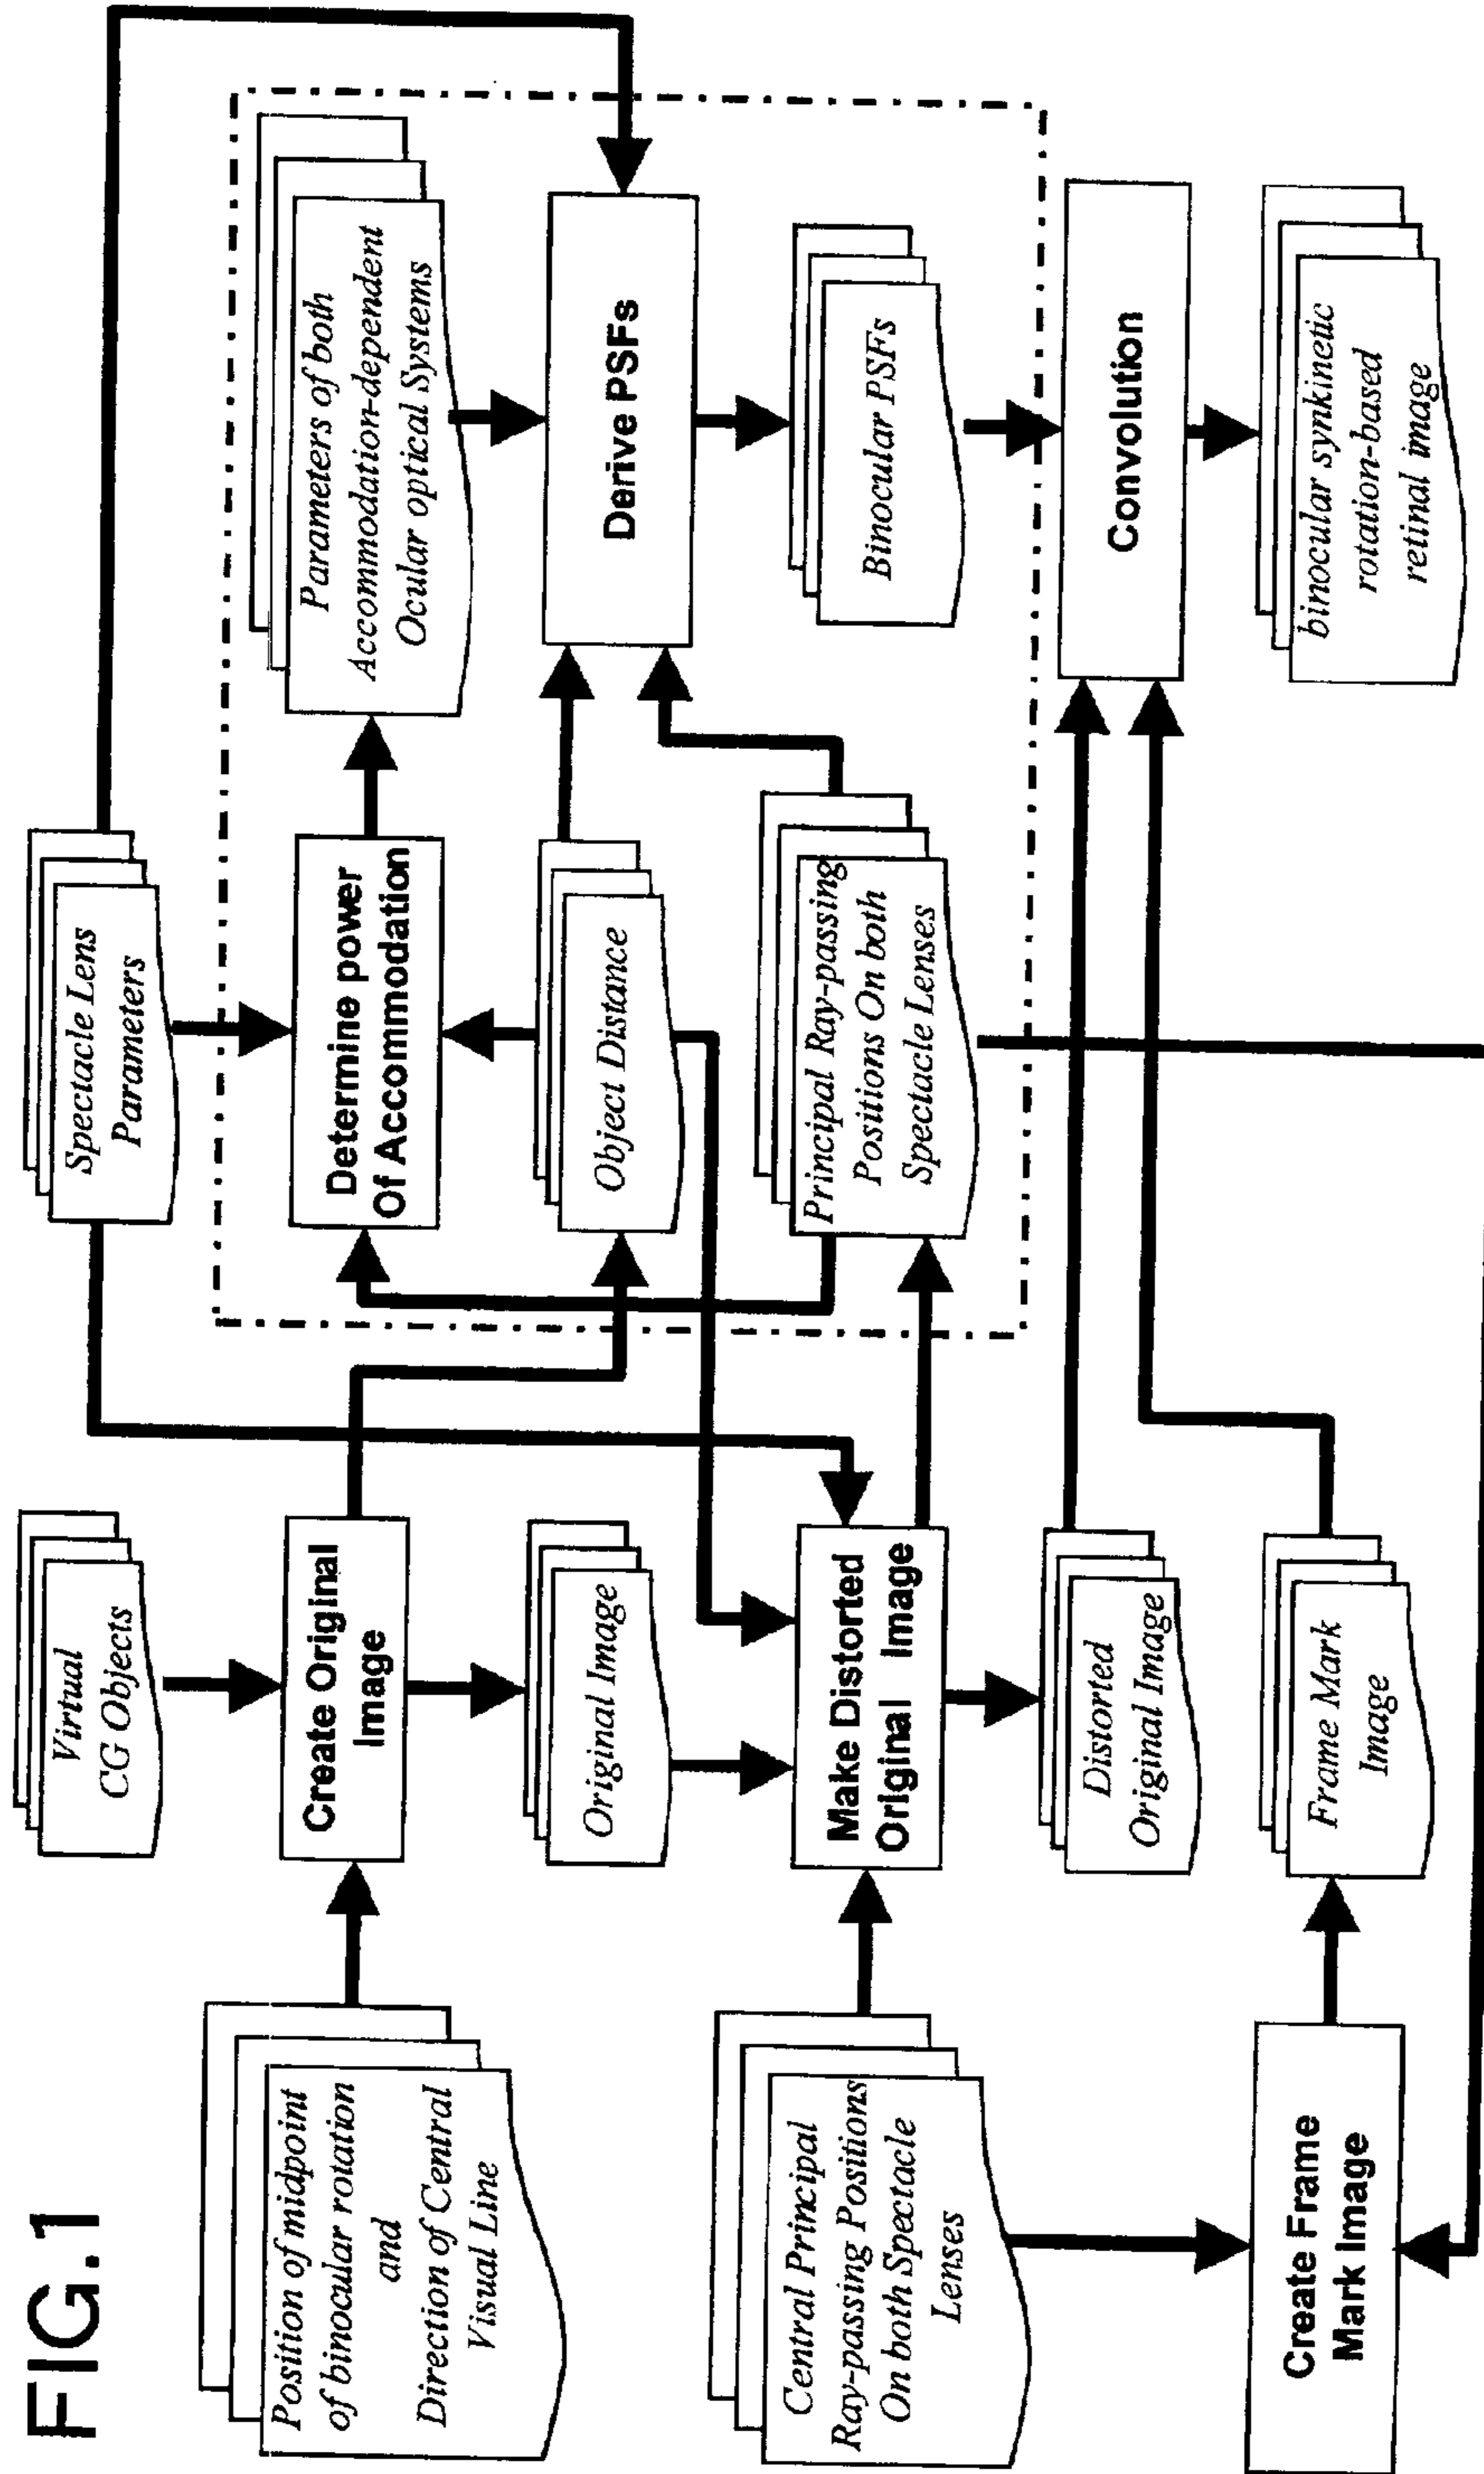 FIG.1
Position of midpoint
of binocular rotation
and
Direction of Central
Visual Line
Virtual
CG Objects
Create Original
Image
Original Image
Spectacle Lens
Parameters
Determine power
Of Accommodation
Object Distance
Parameters of both
Accommodation-dependent
Ocular optical Systems
Derive PSFs
Binocular PSFs
Central Principal
Ray-passing Positions
On both Spectacle
Lenses
Make Distorted
Original Image
Principal Ray-passing
Positions On both
Spectacle Lenses
Distorted
Original Image
Convolution
Create Frame
Mark Image
Frame Mark
Image
binocular synkinetic
rotation-based
retinal image